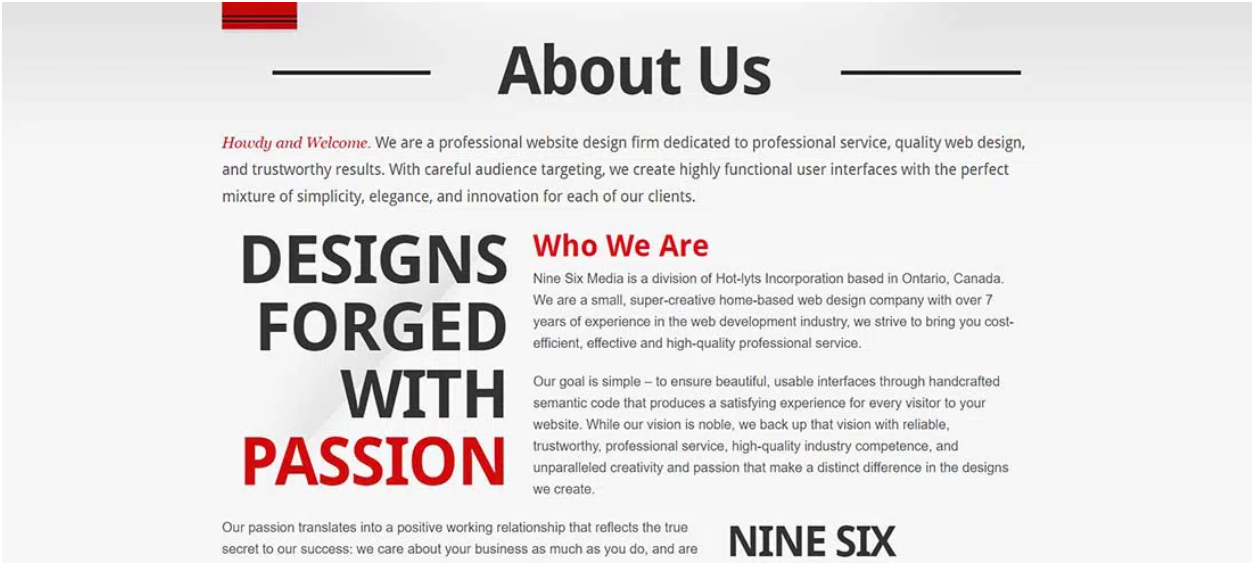 About Us
Howdy and Welcome. We are a professional website design firm dedicated to professional service, quality web design,
and trustworthy results. With careful audience targeting, we create highly functional user interfaces with the perfect
mixture of simplicity, elegance, and innovation for each of our clients.
DESIGNS
FORGED
WITH
PASSION
Who We Are
Nine Six Media is a division of Hot-lyts Incorporation based in Ontario, Canada.
We are a small, super-creative home-based web design company with over 7
years of experience in the web development industry, we strive to bring you cost-
efficient, effective and high-quality professional service.
Our goal is simple – to ensure beautiful, usable interfaces through handcrafted
semantic code that produces a satisfying experience for every visitor to your
website. While our vision is noble, we back up that vision with reliable,
trustworthy, professional service, high-quality industry competence, and
unparalleled creativity and passion that make a distinct difference in the designs
we create.
Our passion translates into a positive working relationship that reflects the true
secret to our success: we care about your business as much as you do, and are
NINE SIX